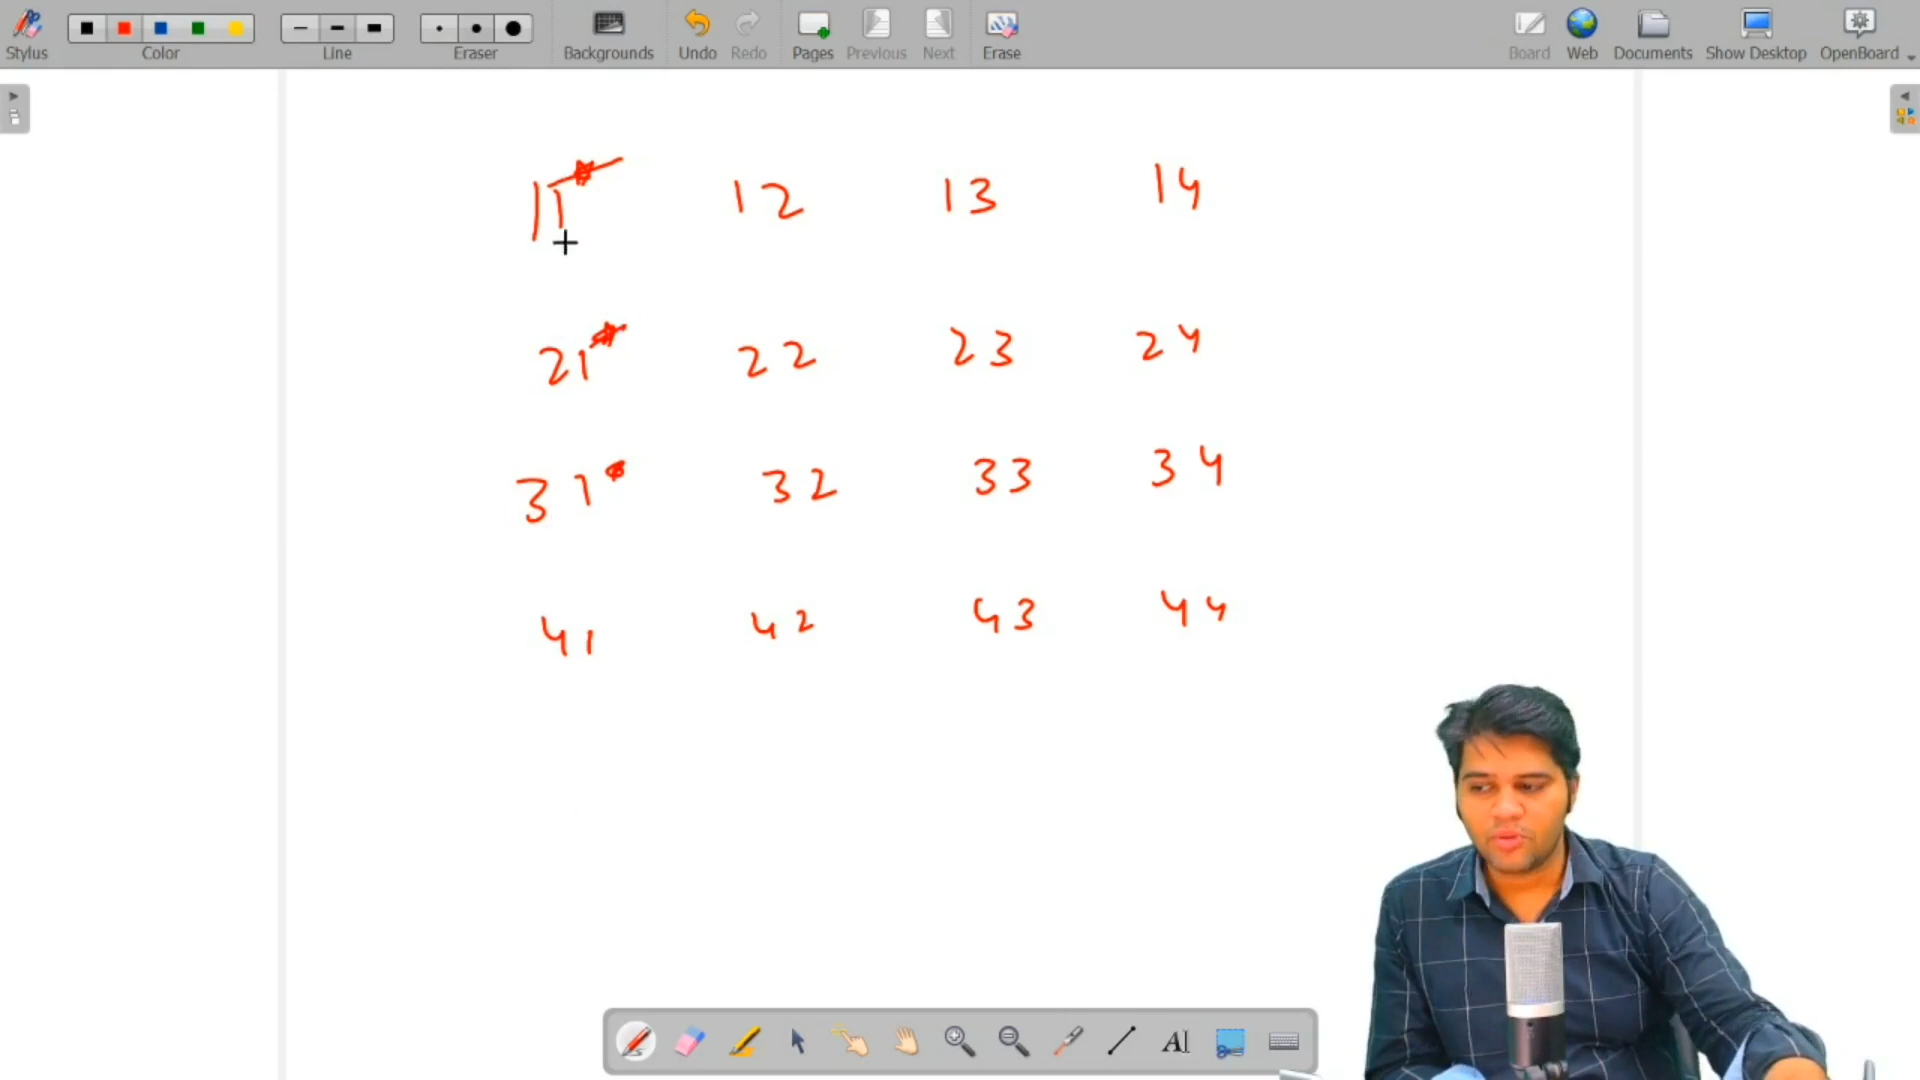 Stylus Color Line Eraser Backgrounds Undo Redo Pages Previous Next Erase Board Web Documents Show Desktop OpenBoard
11 12 13 14
21 22 23 24
31 32 33 34
41 42 43 44
AI